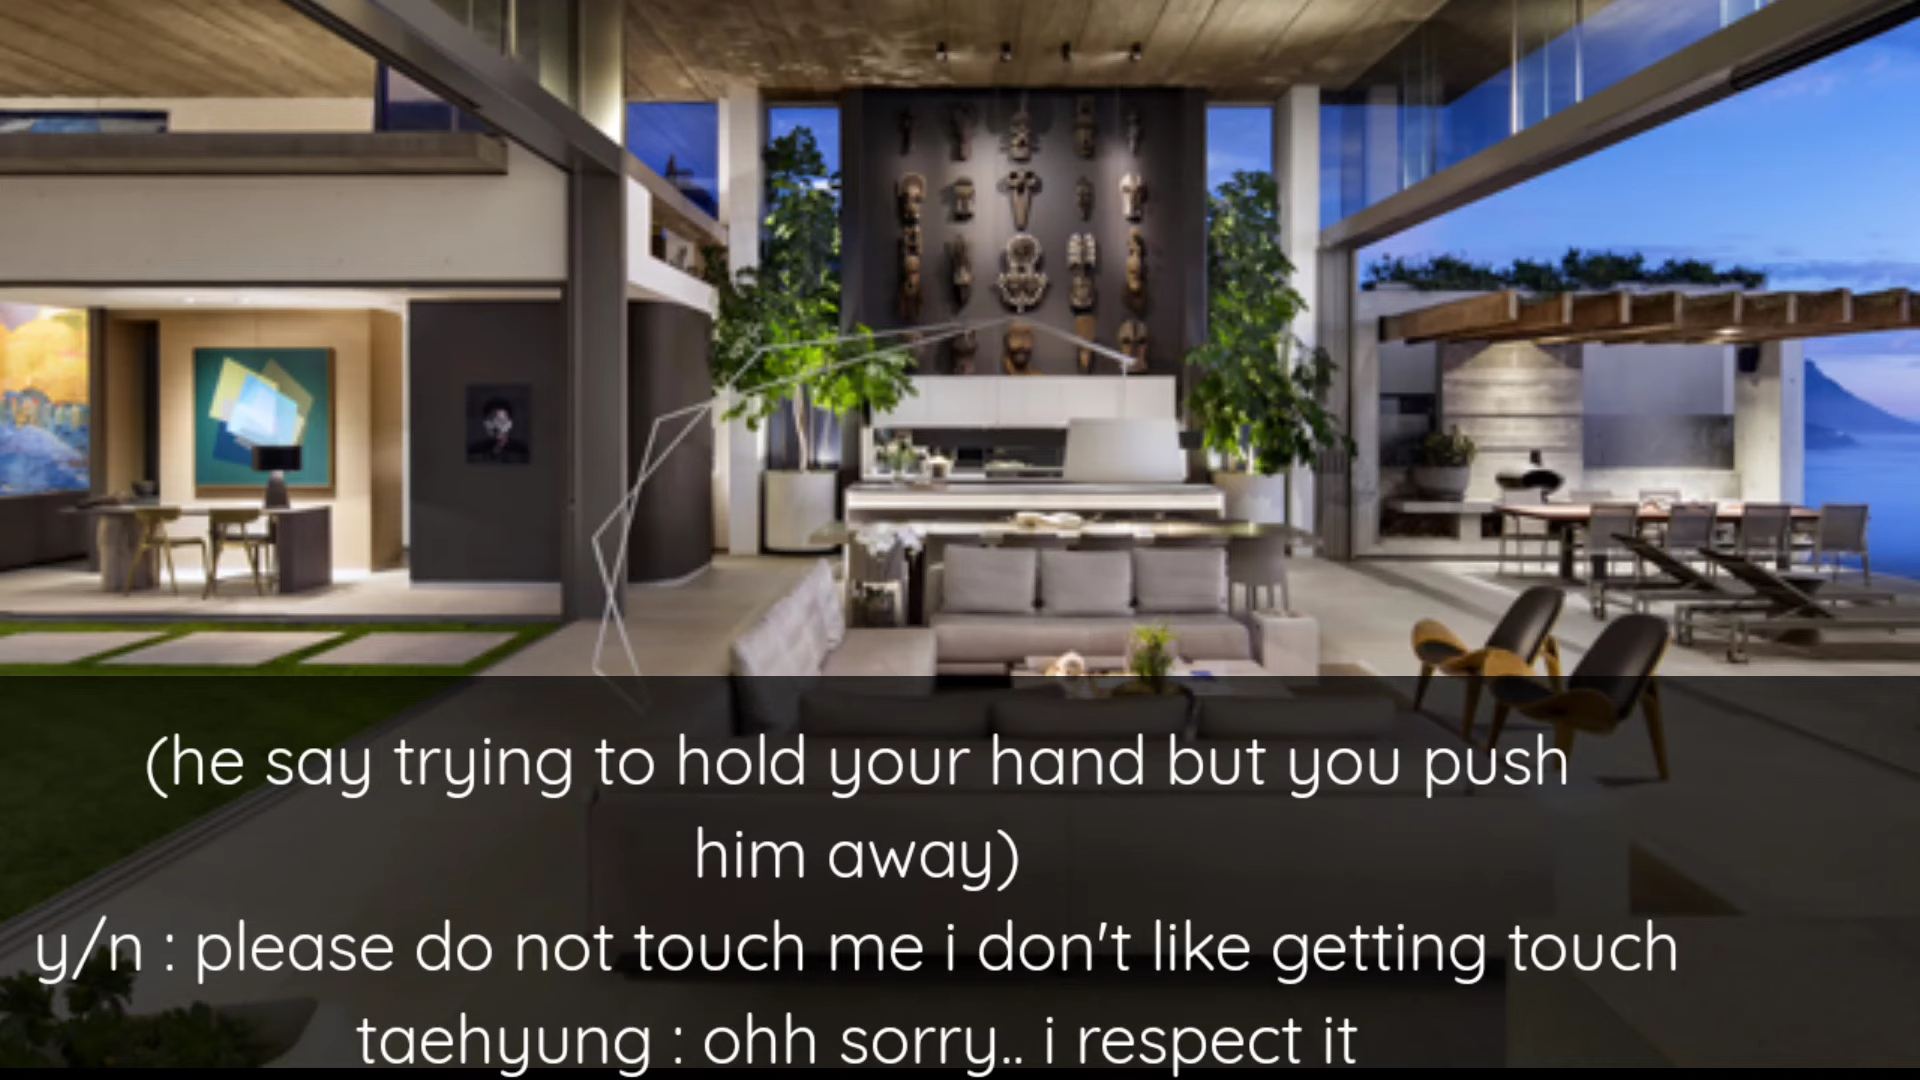 (he say trying to hold your hand but you push
him away)
y/n : please do not touch me i don't like getting touch
taehyung : ohh sorry.. i respect it